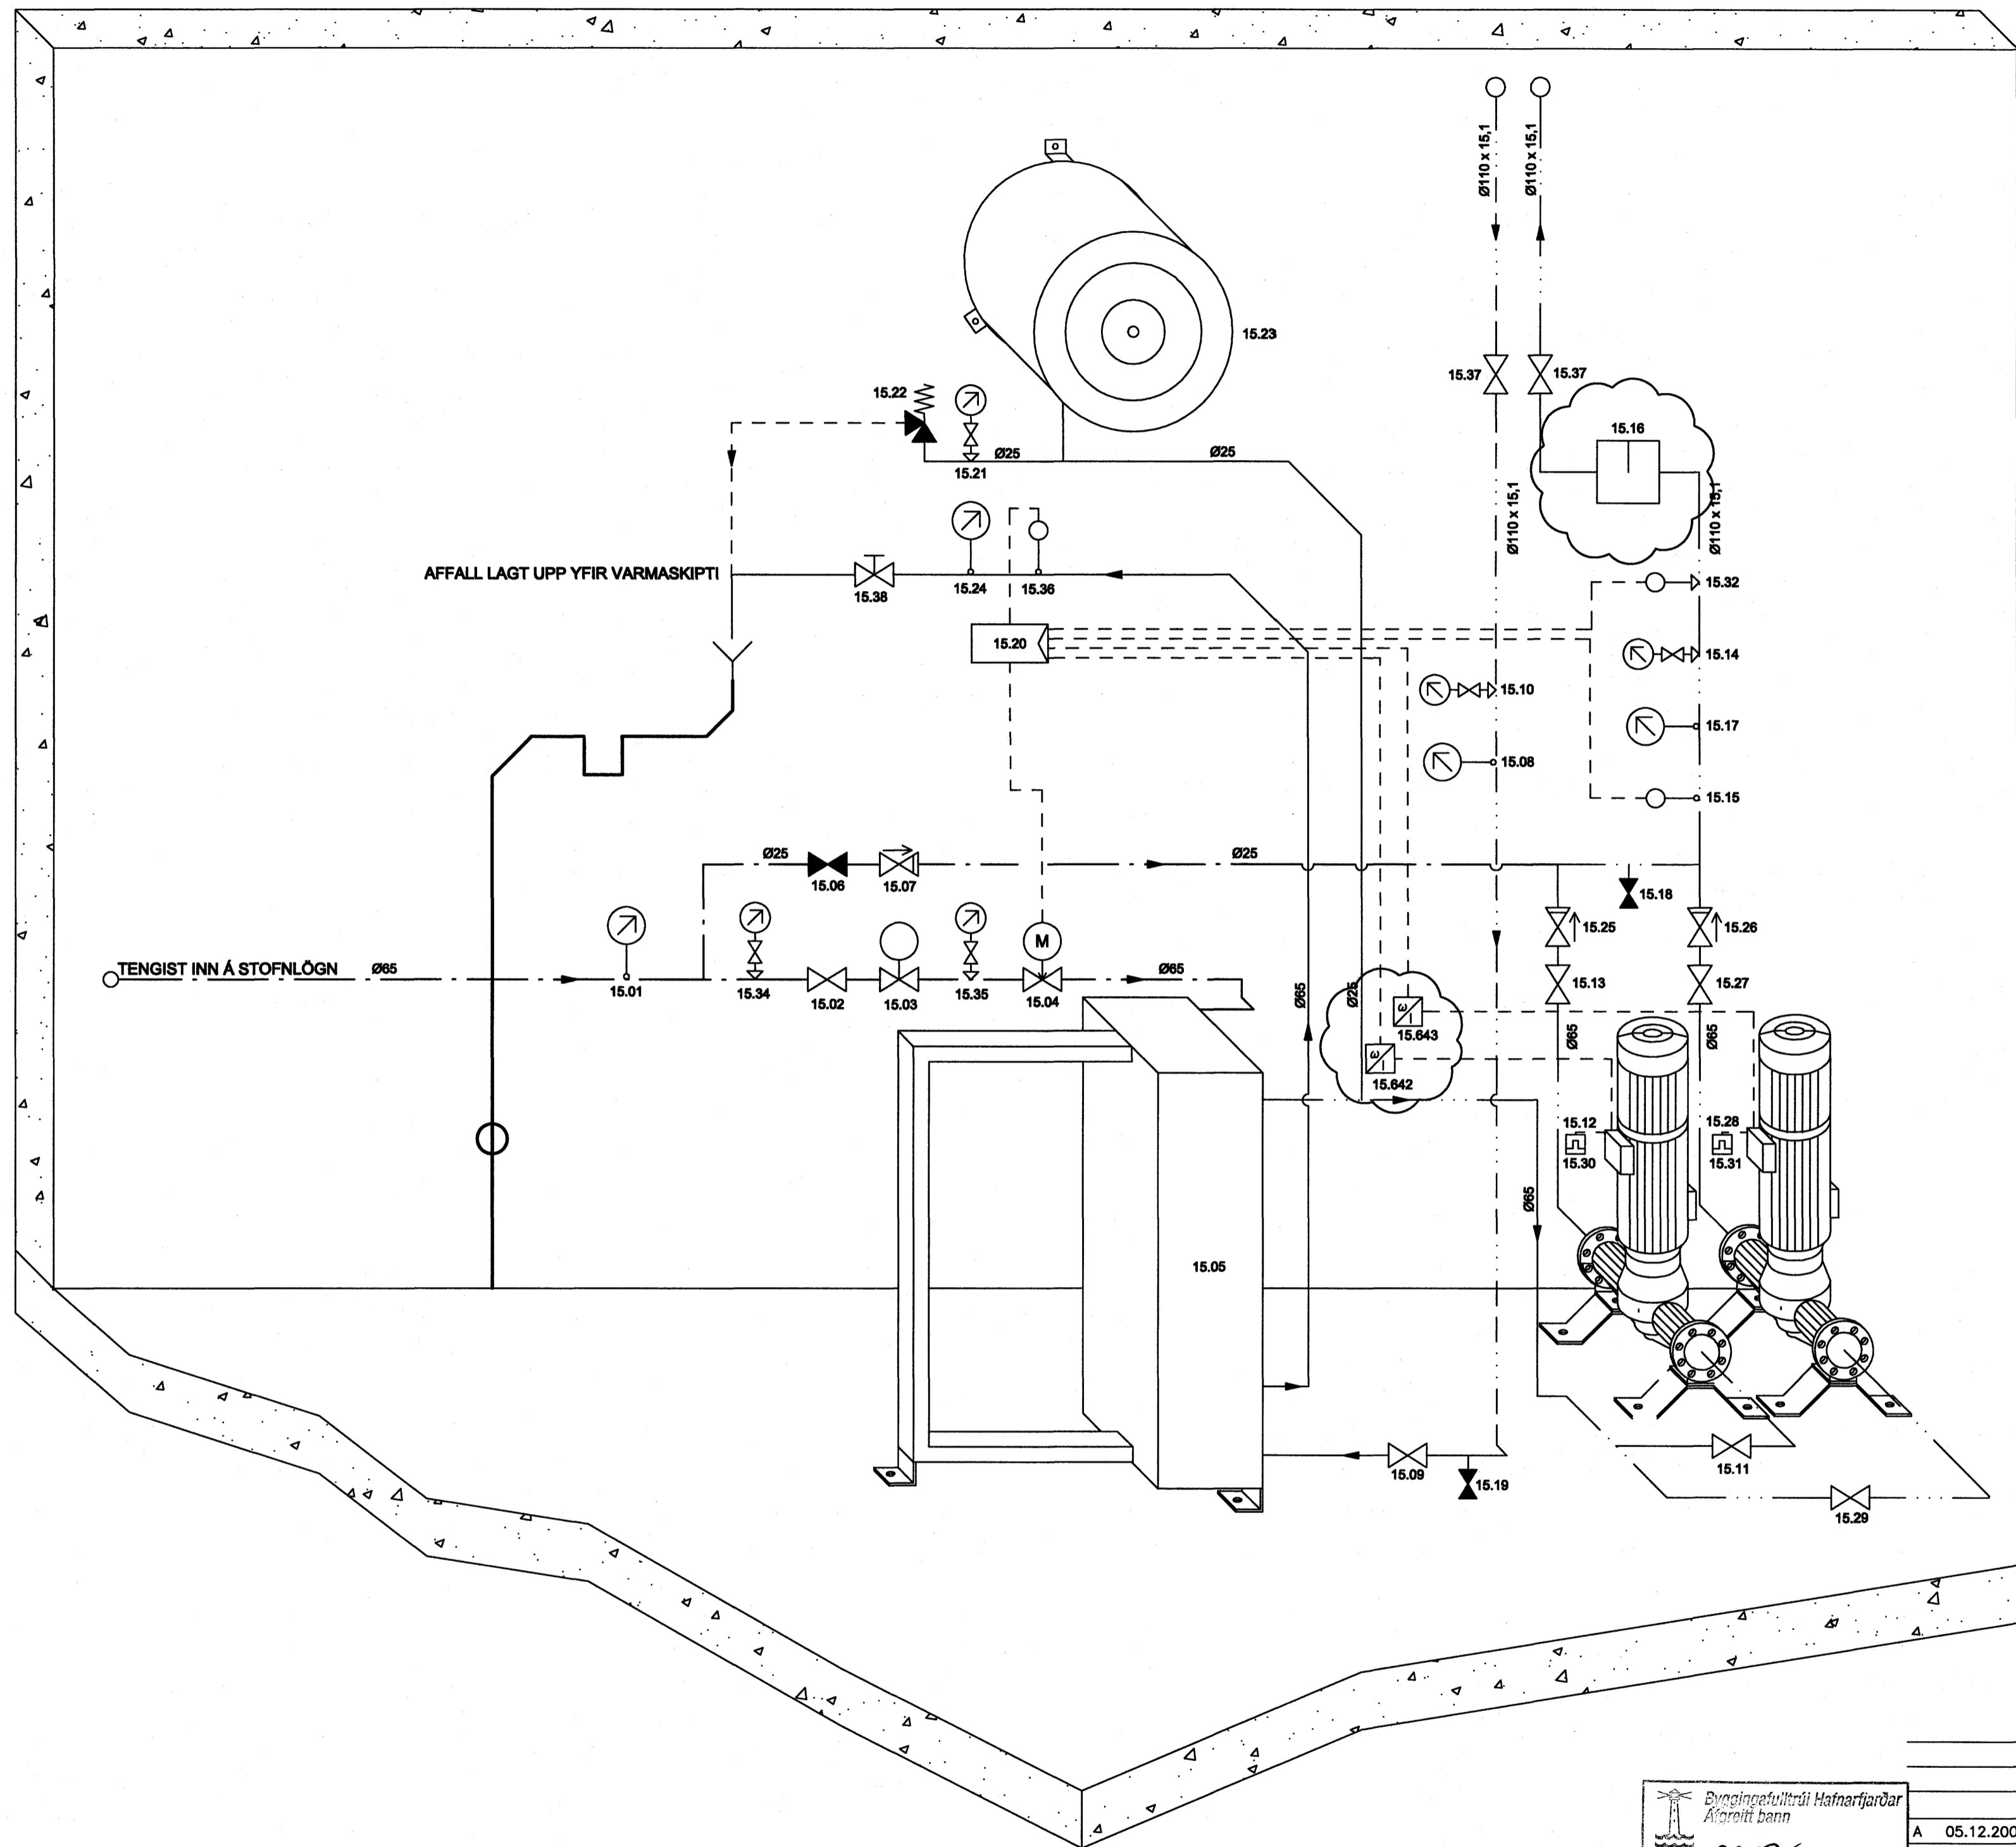 Ø110 x 15,1
Ø110 x 15,1
15.23
15.37
15.37
15.22
15.16
Ø25
Ø25
15.21
Ø110 x 15,1
Ø110 x 15,1
AFFALL LAGT UPP YFIR VARMASKIPTI
15.38
15.24
15.36
15.32
15.20
15.14
15.10
15.17
15.08
15.15
Ø25
Ø25
15.06
15.07
15.18
15.25
15.26
TENGIST INN Á STOFNLÖGN
Ø65
M
Ø65
15.01
15.34
15.02
15.03
15.35
15.04
15.13
15.27
Ø65
Ø25
ω
I
15.643
Ø65
Ø65
ω
I
15.642
15.12
15.28
15.30
15.31
Ø65
15.05
15.09
15.19
15.11
15.29
Byggingafulltrúi Hafnarfjarðar
Afgreitt þann
A 05.12.200